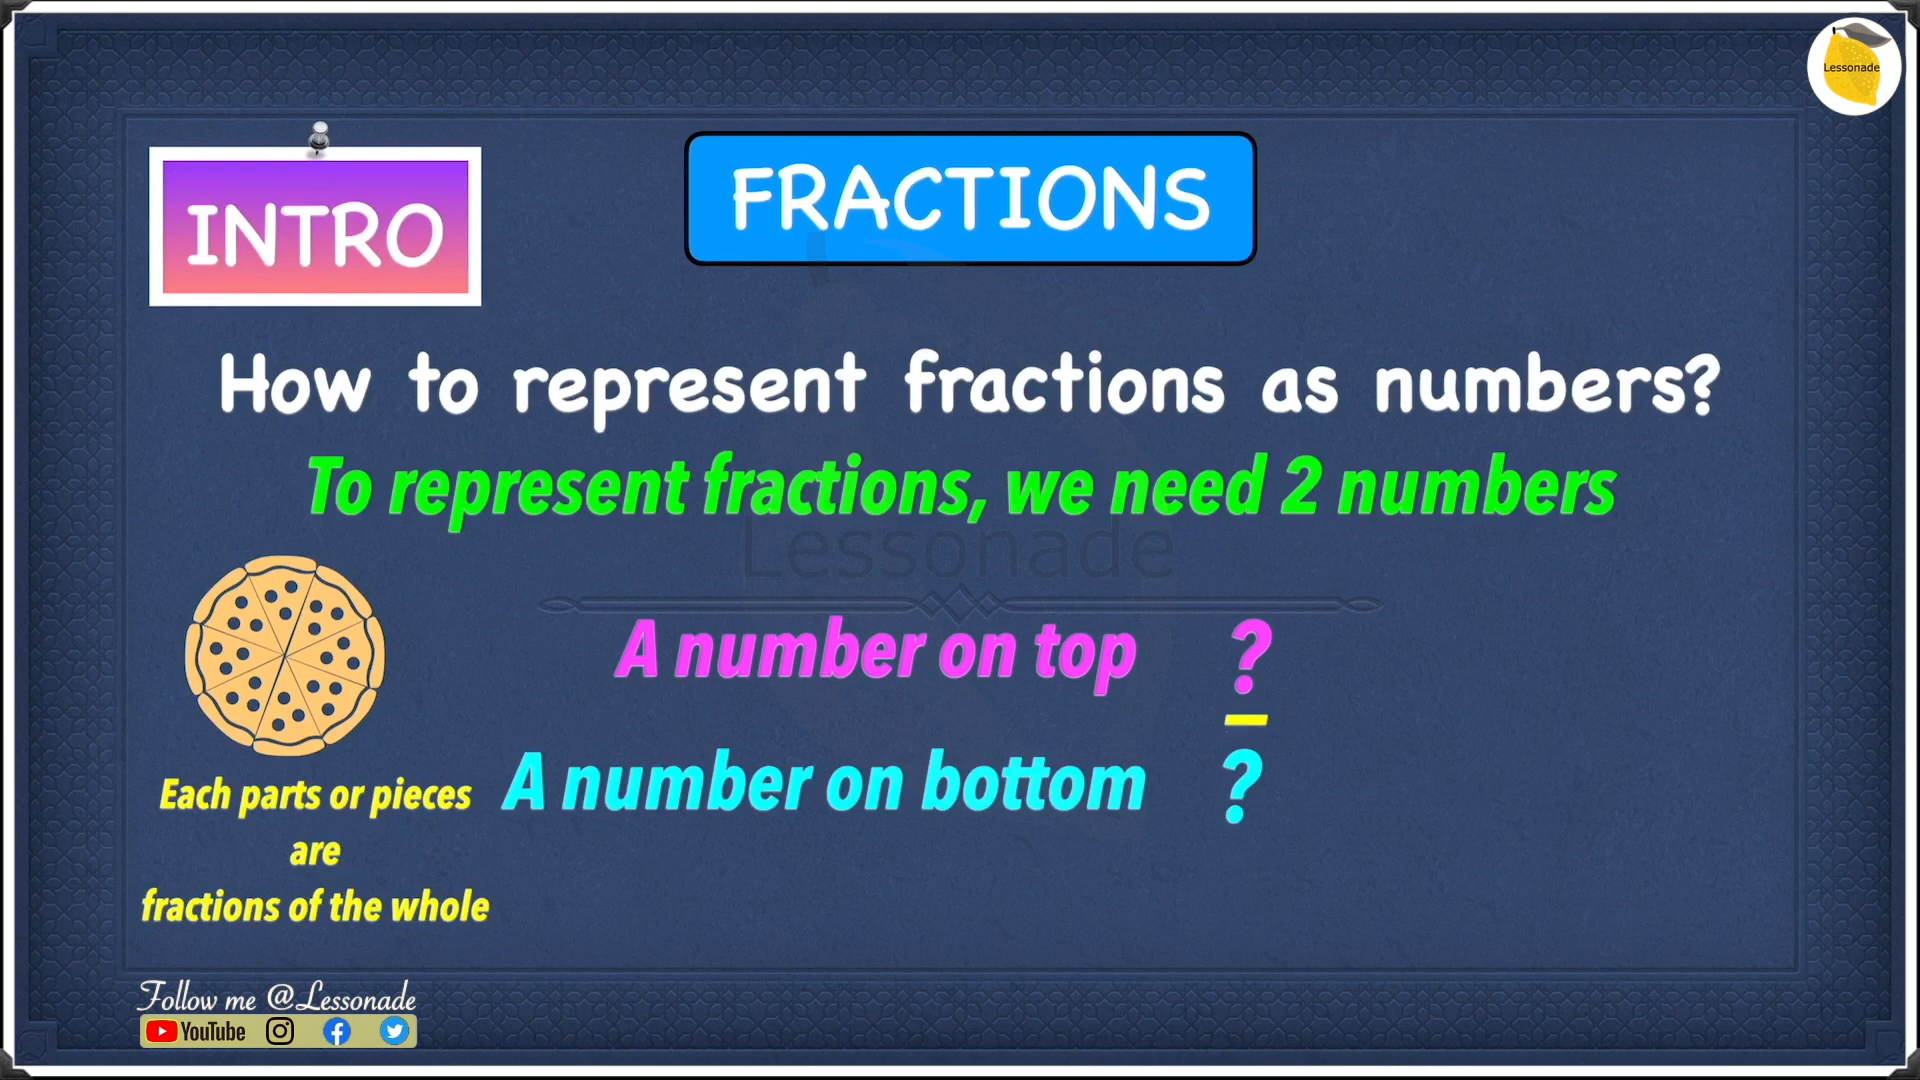 Lessonade
INTRO
FRACTIONS
How to represent fractions as numbers?
To represent fractions, we need 2 numbers
Lessonade
A number on top ?
A number on bottom ?
Each parts or pieces
are
fractions of the whole
Follow me @Lessonade
YouTube